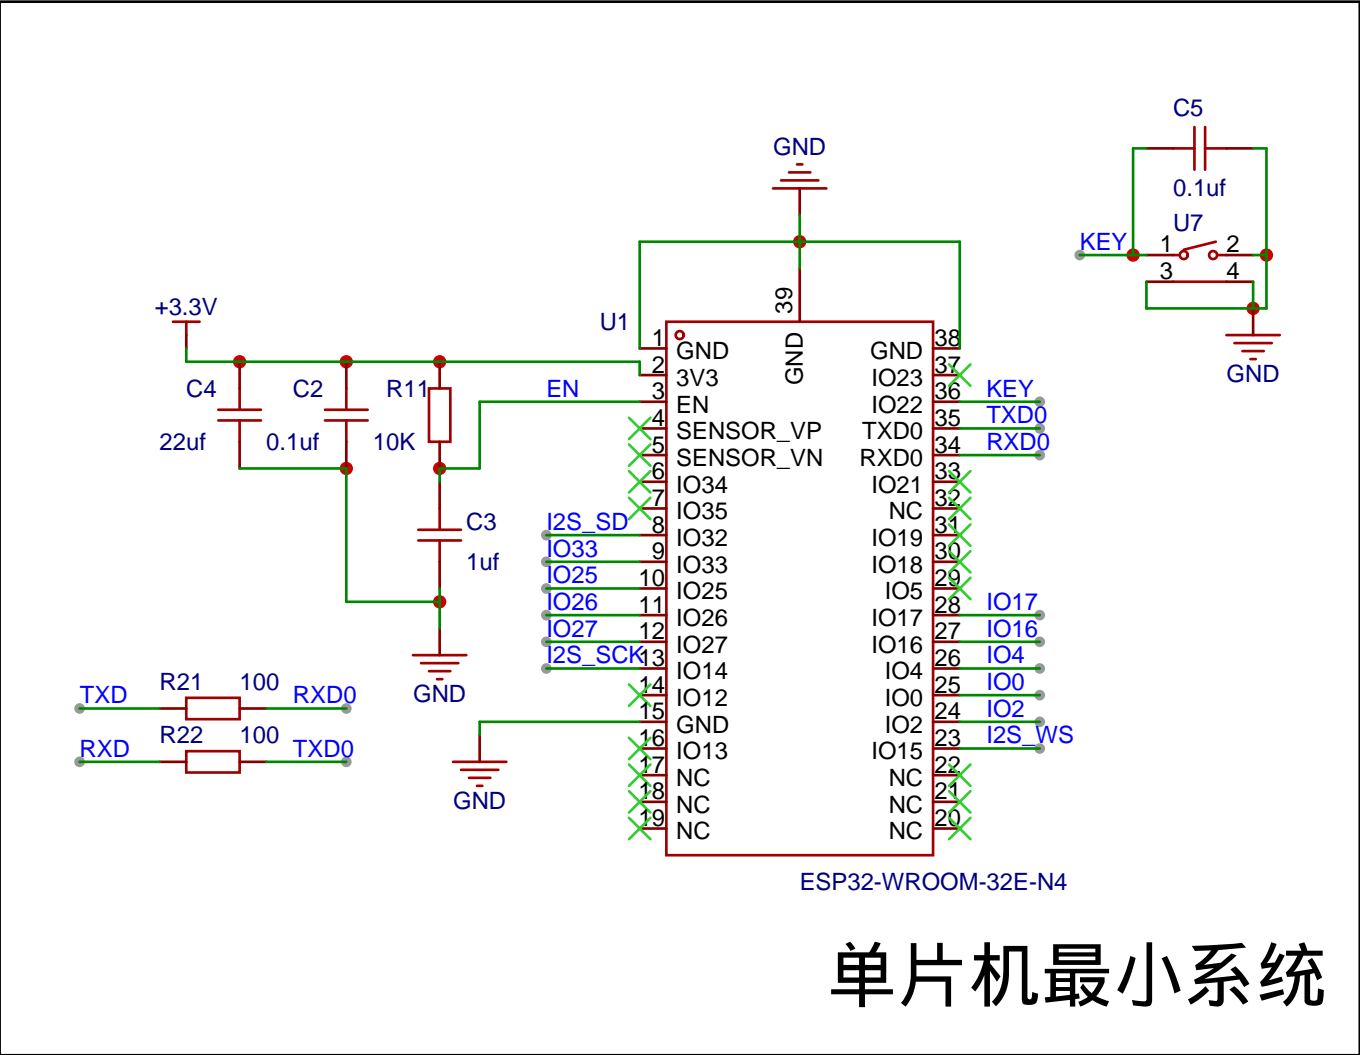 C5
0.1uf
U7
KEY
1
2
3
4
GND
GND
39
GND
+3.3V
C4
22uf
C2
0.1uf
R11
10K
EN
C3
1uf
GND
U1
1 GND
2 3V3
3 EN
4 SENSOR_VP
5 SENSOR_VN
6 IO34
7 IO35
I2S_SD 8 IO32
IO33 9 IO33
IO25 10 IO25
IO26 11 IO26
IO27 12 IO27
I2S_SCK 13 IO14
14 IO12
15 GND
16 IO13
17 NC
18 NC
19 NC
GND
GND 38
IO23 37
IO22 36 KEY
TXD0 35 TXD0
RXD0 34 RXD0
IO21 33
NC 32
IO19 31
IO18 30
IO5 29
IO17 28 IO17
IO16 27 IO16
IO4 26 IO4
IO0 25 IO0
IO2 24 IO2
IO15 23 I2S_WS
NC 22
NC 21
NC 20
ESP32-WROOM-32E-N4
TXD R21 100 RXD0
RXD R22 100 TXD0
单片机最小系统